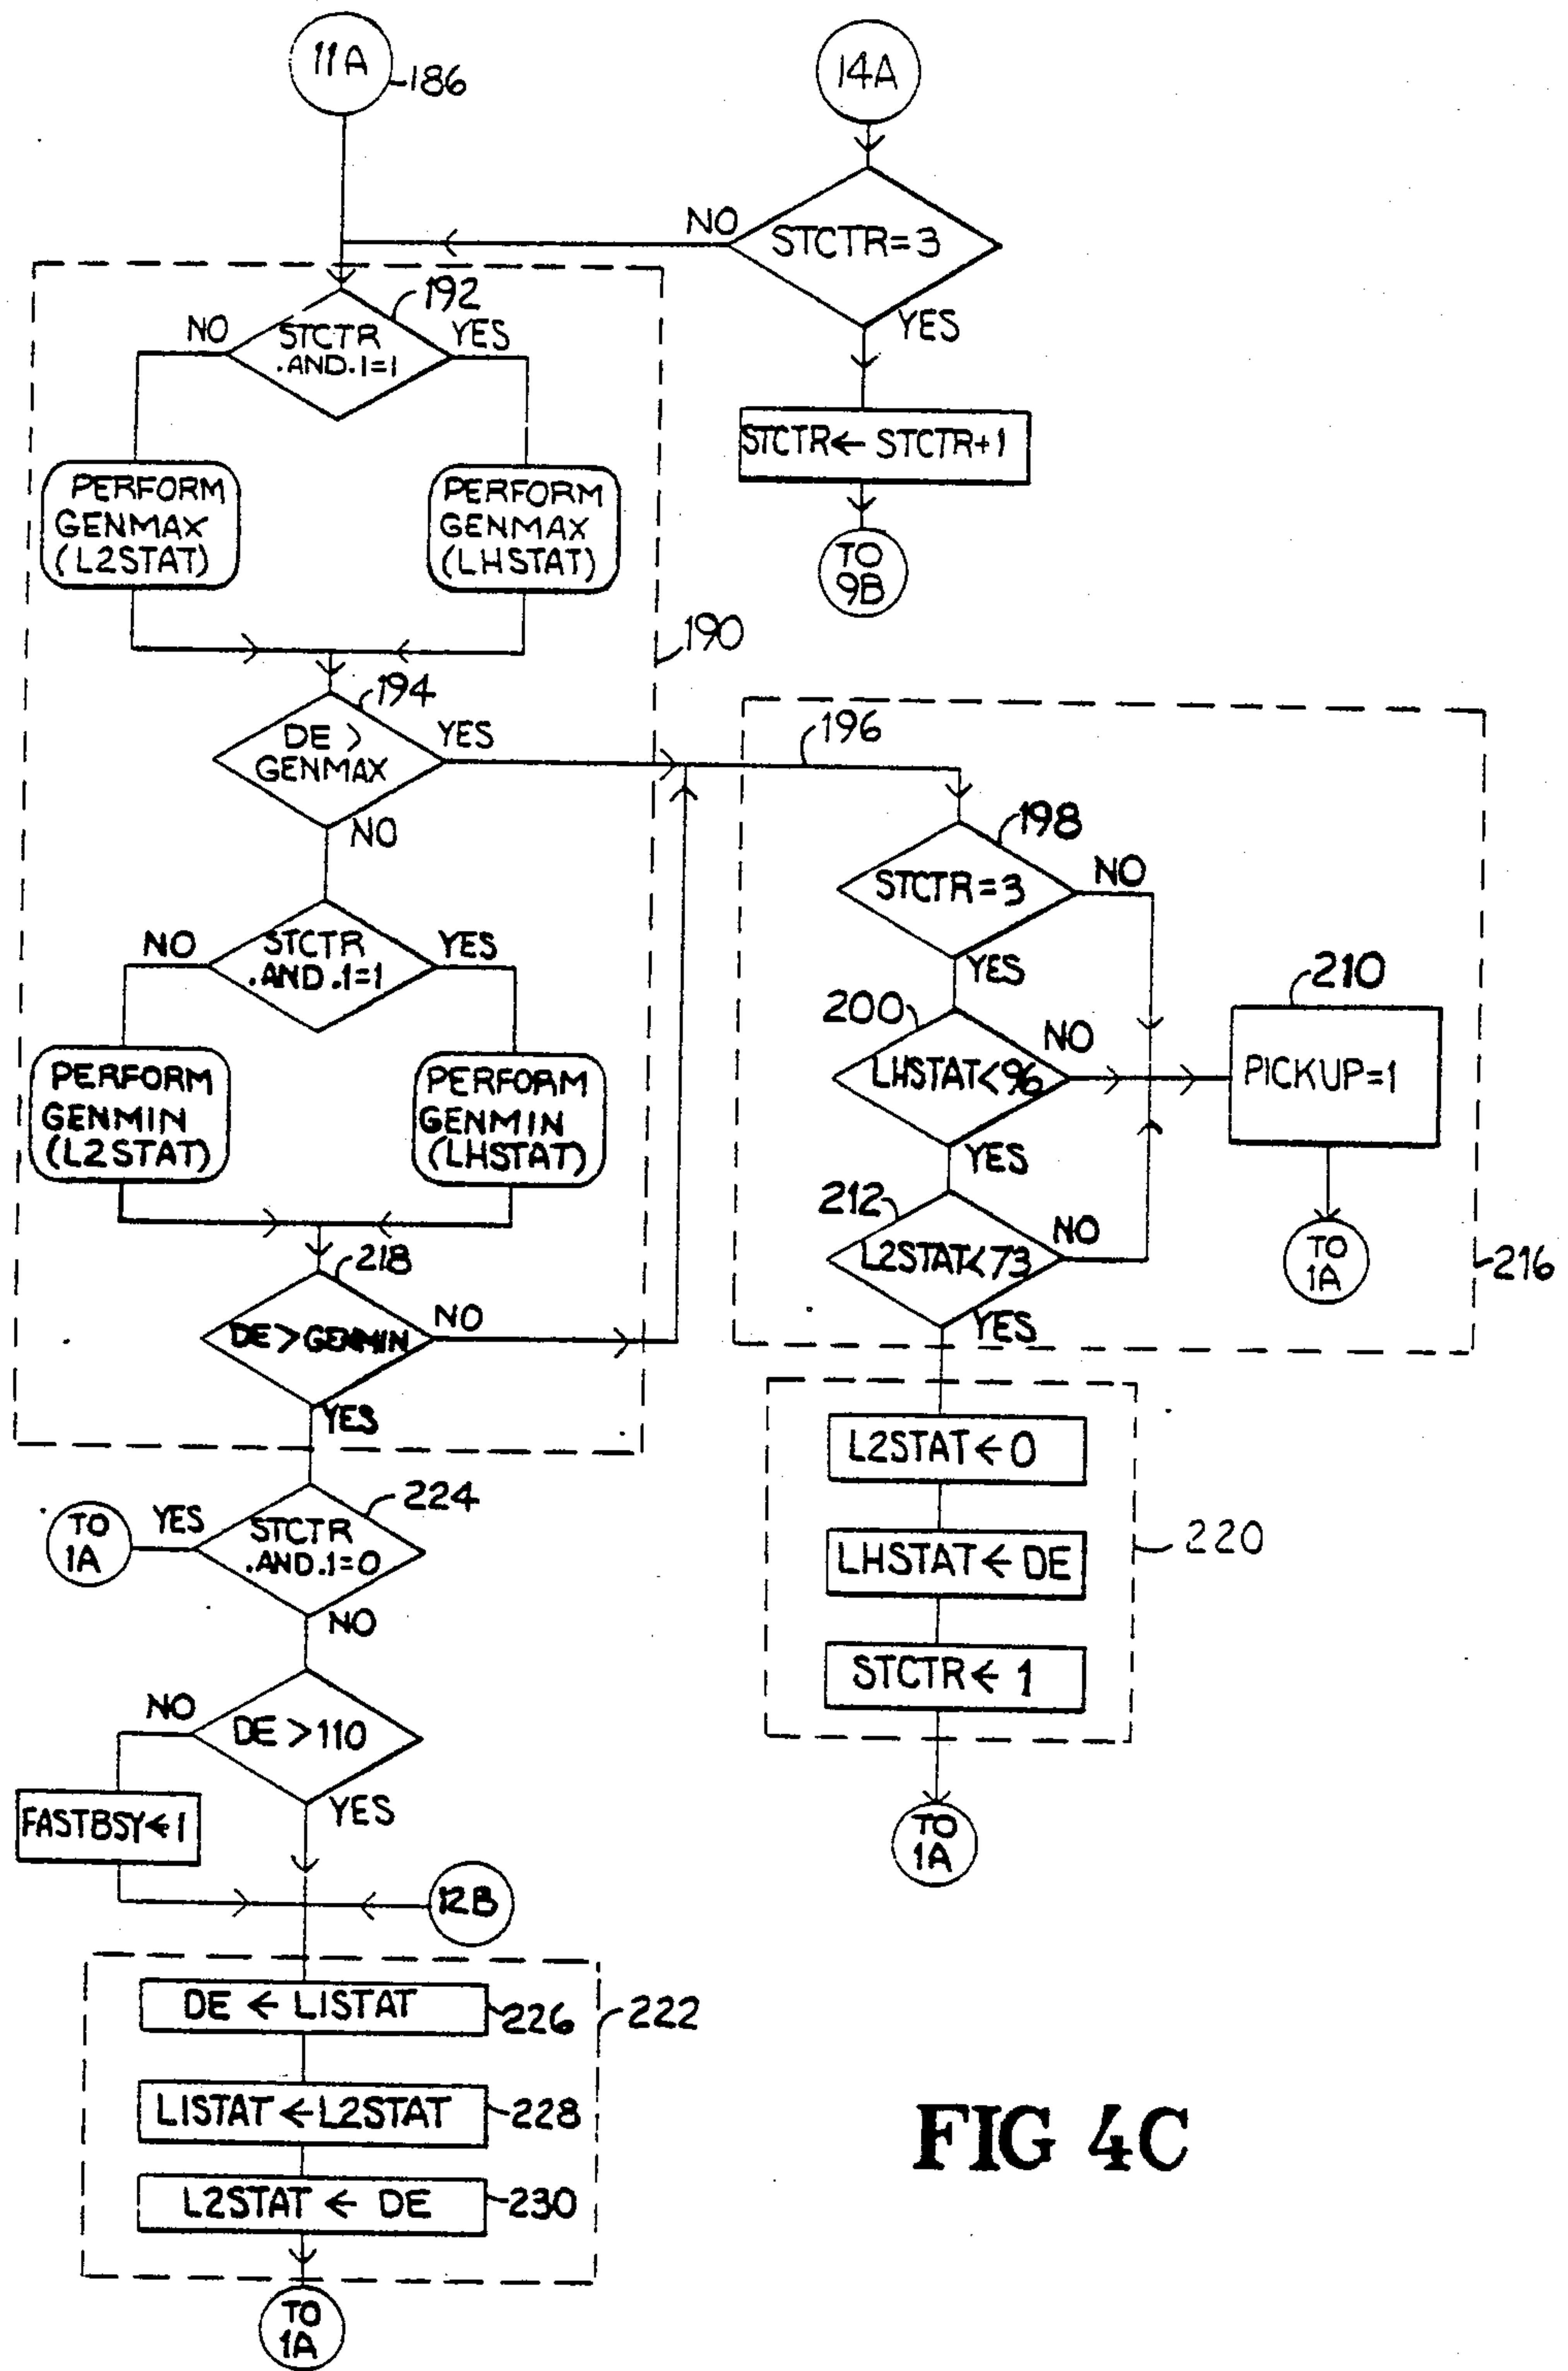 11A
186
14A
NO
STCTR=3
YES
STCTR← STCTR+1
TO
9B
192
NO
STCTR
.AND.1=1
YES
PERFORM
GENMAX
(L2STAT)
PERFORM
GENMAX
(LHSTAT)
190
194
DE >
GENMAX
YES
NO
NO
STCTR
.AND.1=1
YES
PERFORM
GENMIN
(L2STAT)
PERFORM
GENMIN
(LHSTAT)
218
DE>GENMIN
NO
YES
196
198
STCTR=3
NO
YES
200
LHSTAT<96
NO
YES
212
L2STAT<73
NO
YES
210
PICKUP=1
TO
1A
216
L2STAT←0
LHSTAT← DE
STCTR← 1
220
TO
1A
224
TO
1A
YES
STCTR
.AND.1=0
NO
NO
DE >110
YES
FASTBSY←1
12B
DE ← L1STAT
226
222
L1STAT←L2STAT
228
L2STAT ← DE
230
TO
1A
FIG 4C